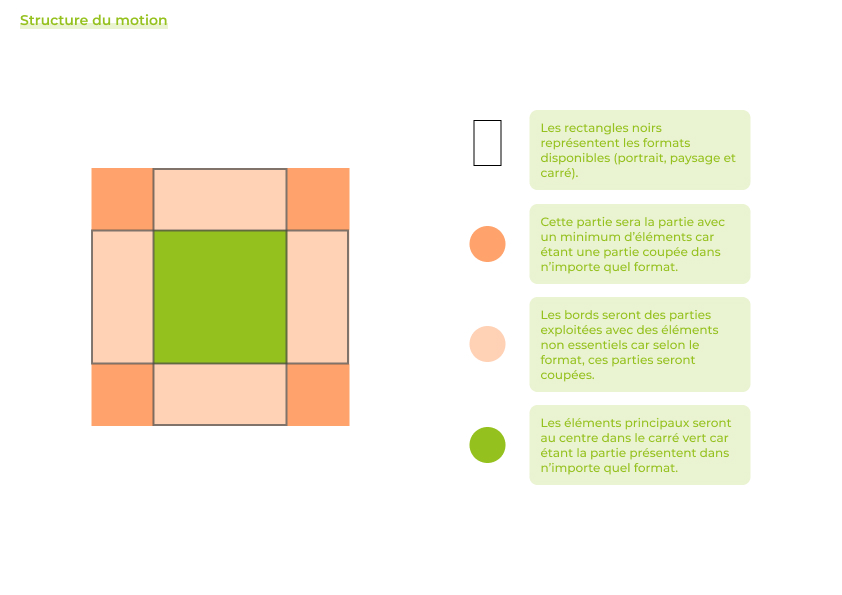 Structure du motion
Les rectangles noirs
représentent les formats
disponibles (portrait, paysage et
carré).
Cette partie sera la partie avec
un minimum d'éléments car
étant une partie coupée dans
n'importe quel format.
Les bords seront des parties
exploitées avec des éléments
non essentiels car selon le
format, ces parties seront
coupées.
Les éléments principaux seront
au centre dans le carré vert car
étant la partie présentent dans
n'importe quel format.